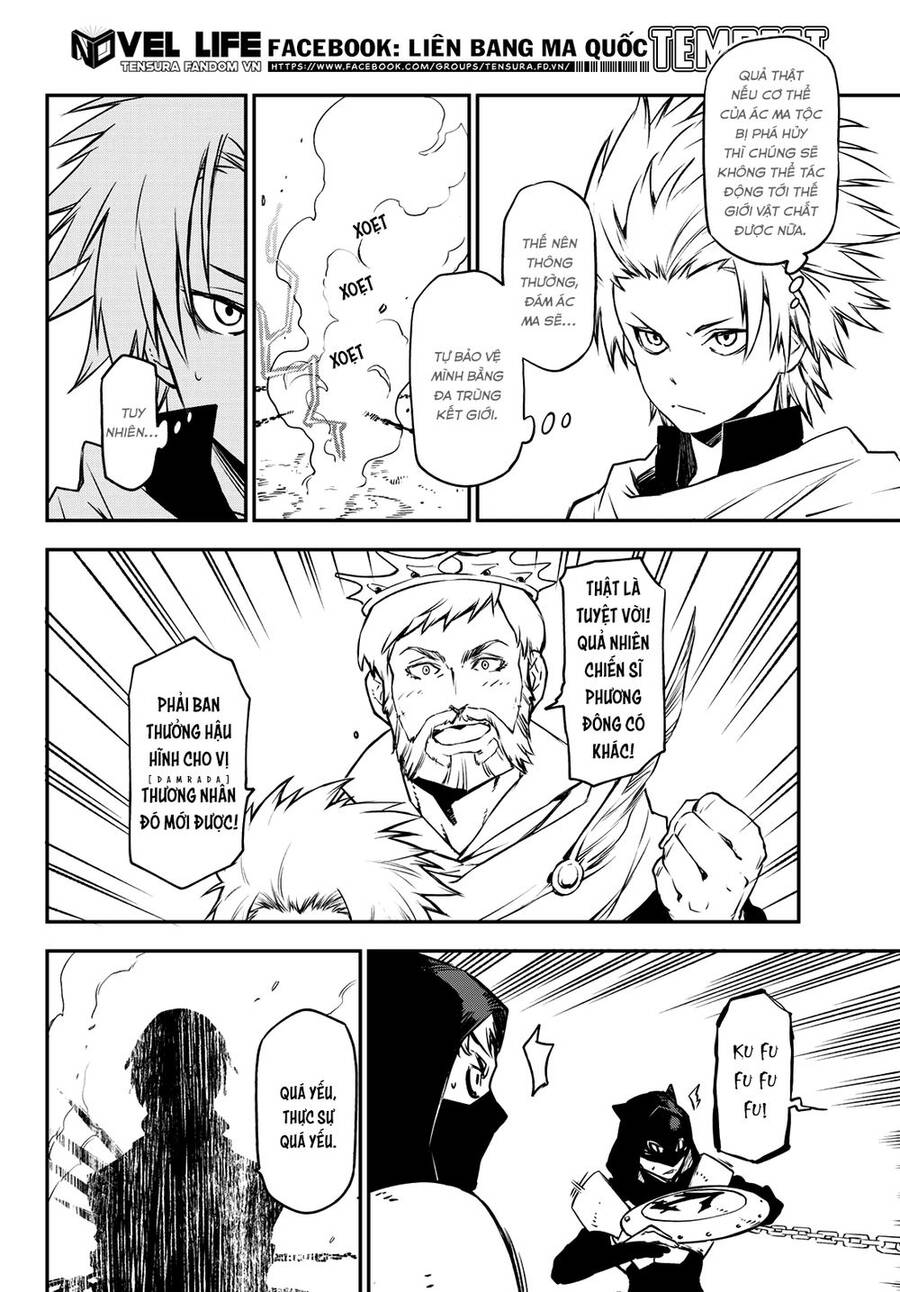 NOVEL LIFE
TENSURA FANDOM VN
FACEBOOK: LIÊN BANG MA QUỐC
HTTPS://WWW.FACEBOOK.COM/GROUPS/TENSURA.FD.VN/
TEMPEST
QUẢ THẬT
NẾU CƠ THỂ
CỦA ÁC MA TỘC
BỊ PHÁ HỦY
THÌ CHÚNG SẼ
KHÔNG THỂ TÁC
ĐỘNG TỚI THẾ
GIỚI VẬT CHẤT
ĐƯỢC NỮA.
THẾ NÊN
THÔNG
THƯỜNG,
ĐÁM ÁC
MA SẼ...
TỰ BẢO VỆ
MÌNH BẰNG
ĐA TRÙNG
KẾT GIỚI.
XOẸT
XOẸT
XOẸT
TUY
NHIÊN...
THẬT LÀ
TUYỆT VỜI!
QUẢ NHIÊN
CHIẾN SĨ
PHƯƠNG
ĐÔNG CÓ
KHÁC!
PHẢI BAN
THƯỞNG HẬU
HĨNH CHO VỊ
[DAMRADA]
THƯƠNG NHÂN
ĐÓ MỚI ĐƯỢC!
KU FU
FU FU
FU!
QUÁ YẾU,
THỰC SỰ
QUÁ YẾU.